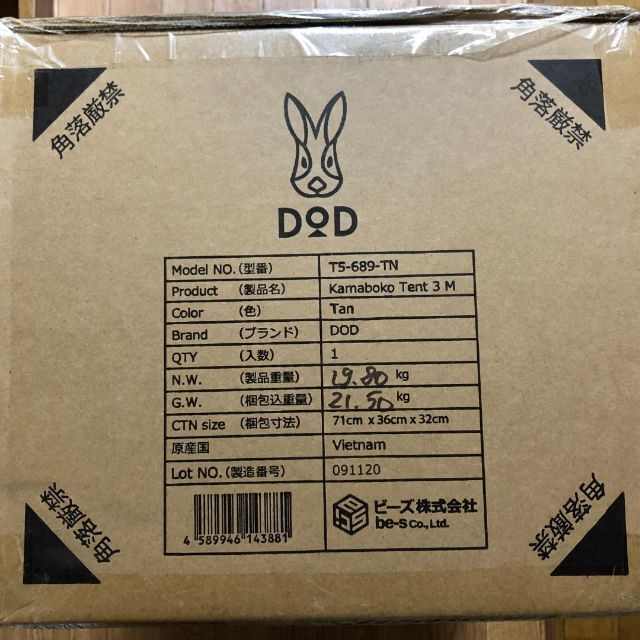 角落厳禁
角落厳禁
DOD
Model NO.(型番) T5-689-TN
Product (製品名) Kamaboko Tent 3 M
Color (色) Tan
Brand (ブランド) DOD
QTY (入数) 1
N.W. (製品重量) 19.80 kg
G.W. (梱包込重量) 21.50 kg
CTN size (梱包寸法) 71cm x 36cm x 32cm
原産国 Vietnam
Lot NO.(製造番号) 091120
4 589946 143881
ビーズ株式会社
be-s Co.,Ltd.
角落厳禁
角落厳禁